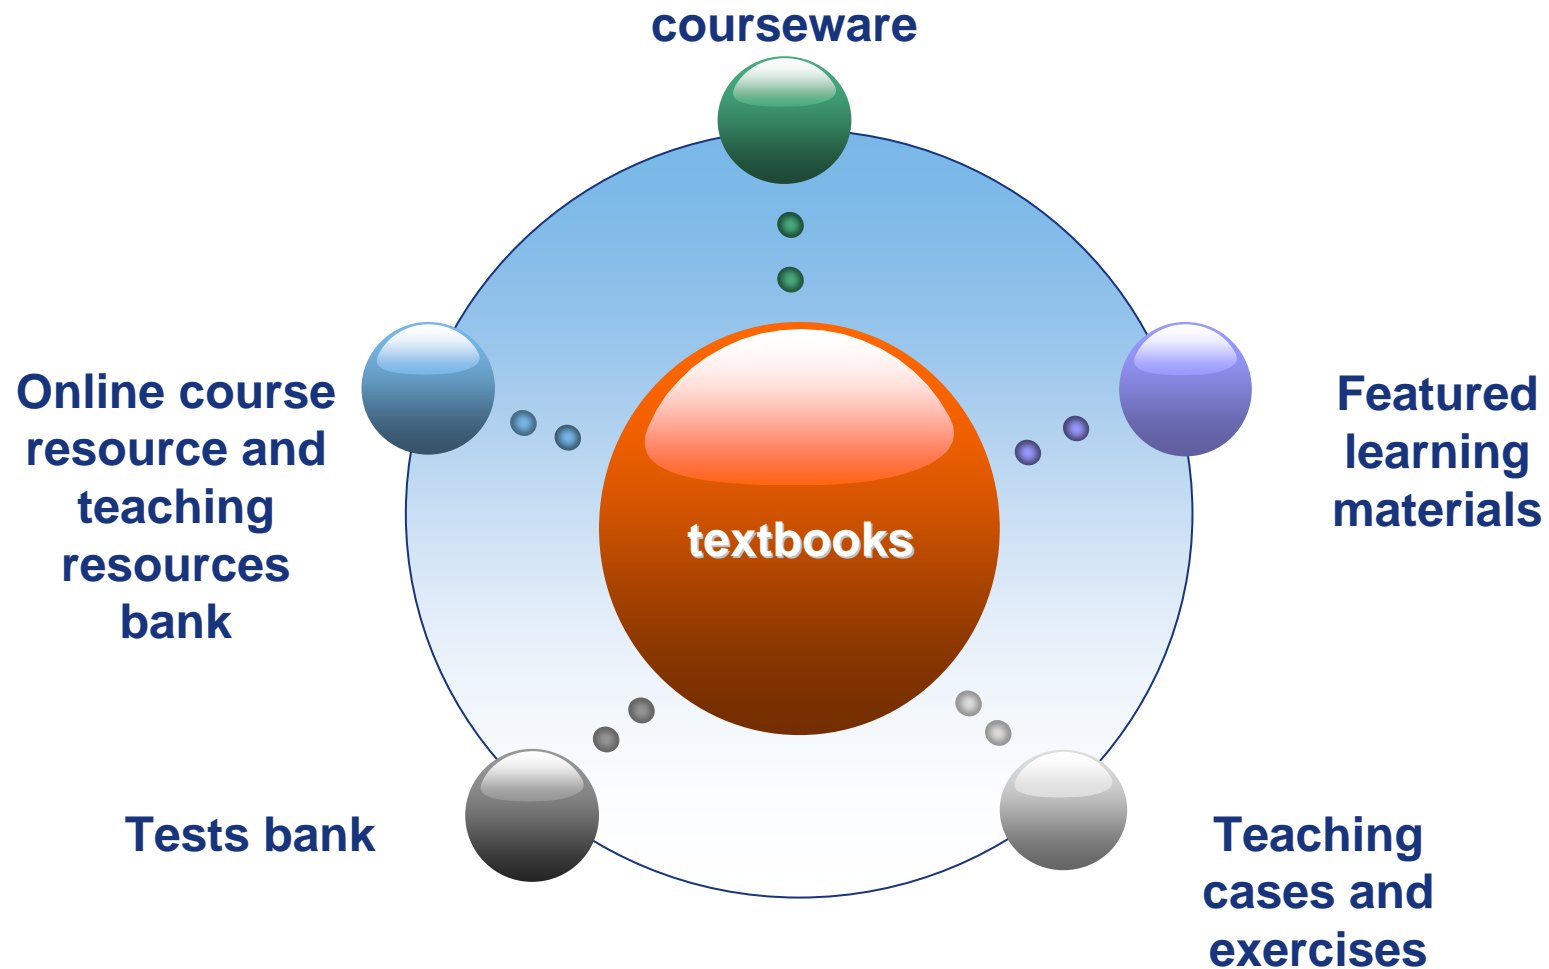 courseware
Online course
resource and
teaching
resources
bank
Featured
learning
materials
textbooks
Tests bank
Teaching
cases and
exercises